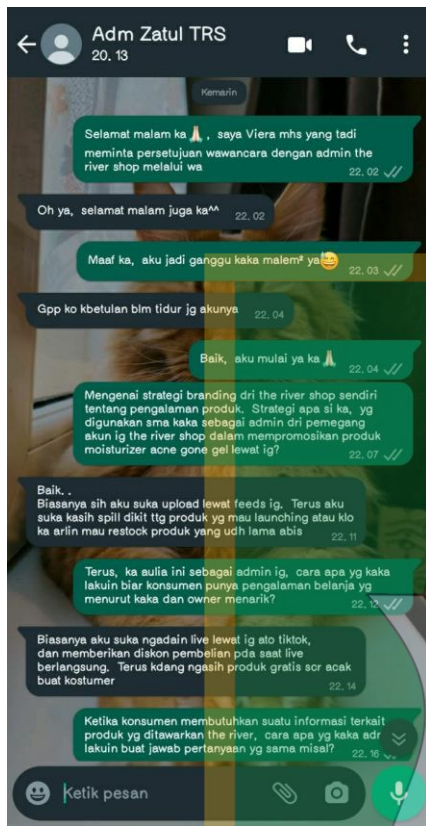 Adm Zatul TRS
20. 13
Kemarin
Selamat malam ka🙏🏻, saya Viera mhs yang tadi
meminta persetujuan wawancara dengan admin the
river shop melalui wa
22. 02
Oh ya, selamat malam juga ka^^
22. 02
Maaf ka, aku jadi ganggu kaka malem² ya😅
22. 03
Gpp ko kbetulan blm tidur jg akunya
22. 04
Baik, aku mulai ya ka🙏🏻
22. 04
Mengenai strategi branding dri the river shop sendiri
tentang pengalaman produk. Strategi apa si ka, yg
digunakan sma kaka sebagai admin dri pemegang
akun ig the river shop dalam mempromosikan produk
moisturizer acne gone gel lewat ig?
22. 07
Baik. .
Biasanya sih aku suka upload lewat feeds ig. Terus aku
suka kasih spill dikit ttg produk yg mau launching atau klo
ka arlin mau restock produk yang udh lama abis
22. 11
Terus, ka aulia ini sebagai admin ig, cara apa yg kaka
lakuin biar konsumen punya pengalaman belanja yg
menurut kaka dan owner menarik?
22. 12
Biasanya aku suka ngadain live lewat ig ato tiktok,
dan memberikan diskon pembelian pda saat live
berlangsung. Terus kdang ngasih produk gratis scr acak
buat kostumer
22. 14
Ketika konsumen membutuhkan suatu informasi terkait
produk yg ditawarkan the river, cara apa yg kaka
lakuin buat jawab pertanyaan yg sama misal?
22. 16
Ketik pesan